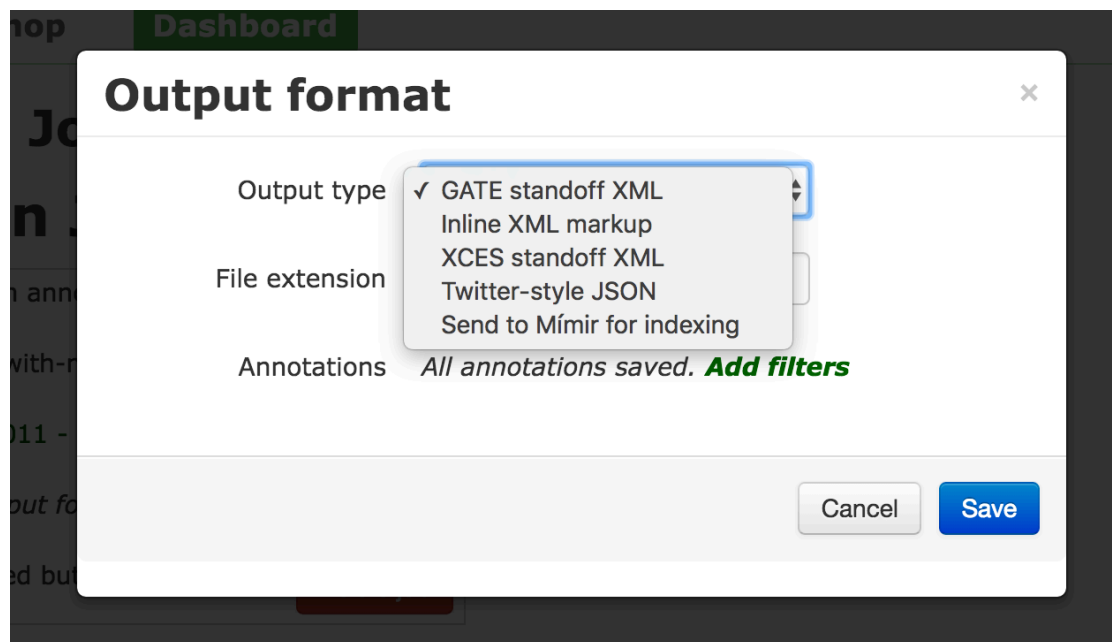 Dashboard
Output format
×
Output type
✓ GATE standoff XML
Inline XML markup
XCES standoff XML
Twitter-style JSON
Send to Mímir for indexing
File extension
Annotations All annotations saved. Add filters
011 -
Cancel Save